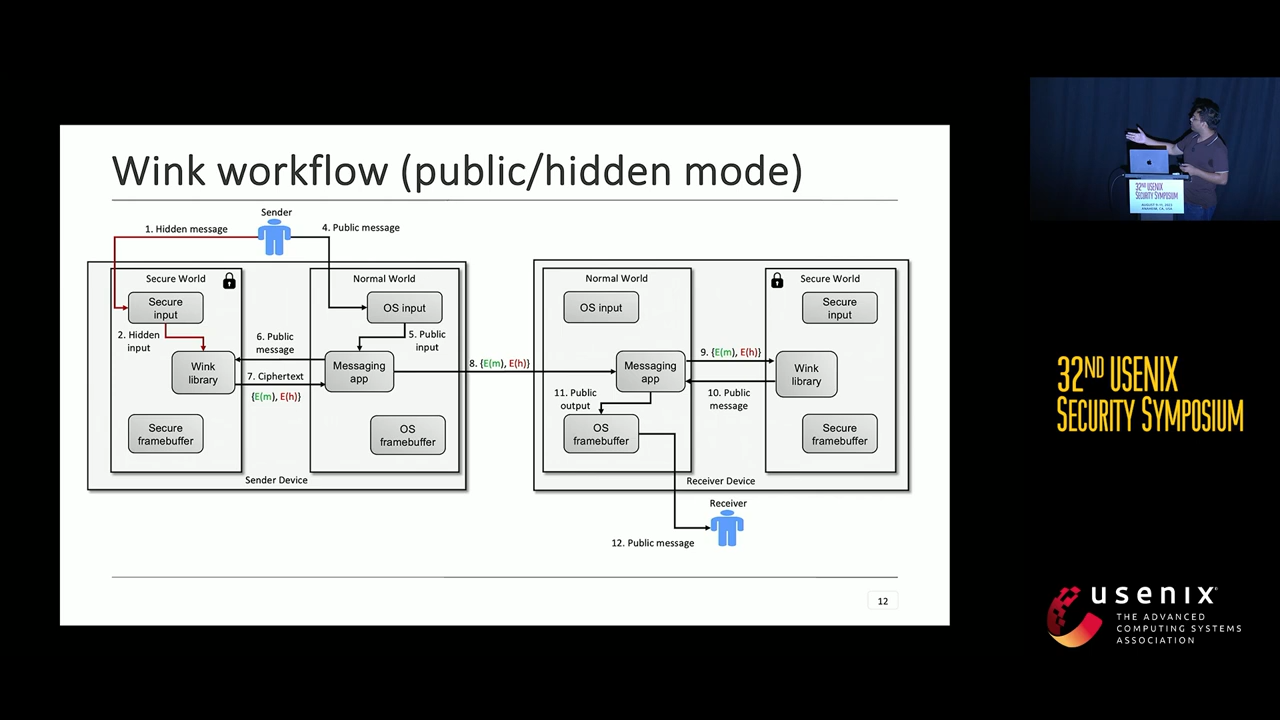 Wink workflow (public/hidden mode)
Sender
1. Hidden message
4. Public message
Secure World
Normal World
Secure
input
OS input
2. Hidden
input
5. Public
input
6. Public
message
Wink
library
Messaging
app
7. Ciphertext
{E(m), E(h)}
Secure
framebuffer
OS
framebuffer
Sender Device
8. {E(m), E(h)}
Normal World
Secure World
OS input
Secure
input
9. {E(m), E(h)}
Messaging
app
Wink
library
11. Public
output
10. Public
message
OS
framebuffer
Secure
framebuffer
Receiver Device
Receiver
12. Public message
12
32ND USENIX
SECURITY SYMPOSIUM
32ND USENIX
SECURITY SYMPOSIUM
usenix
THE ADVANCED
COMPUTING SYSTEMS
ASSOCIATION